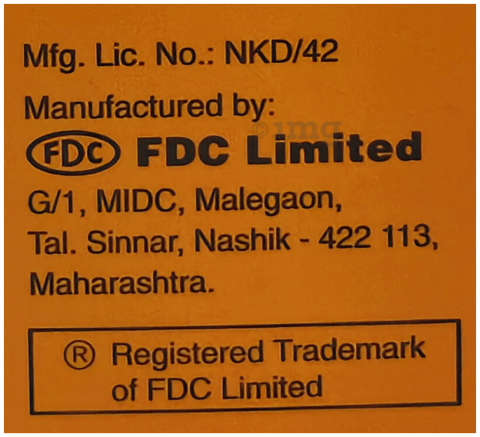 Mfg. Lic. No.: NKD/42
Manufactured by:
1mg
FDC FDC Limited
G/1, MIDC, Malegaon,
Tal. Sinnar, Nashik - 422 113,
Maharashtra.
® Registered Trademark
of FDC Limited